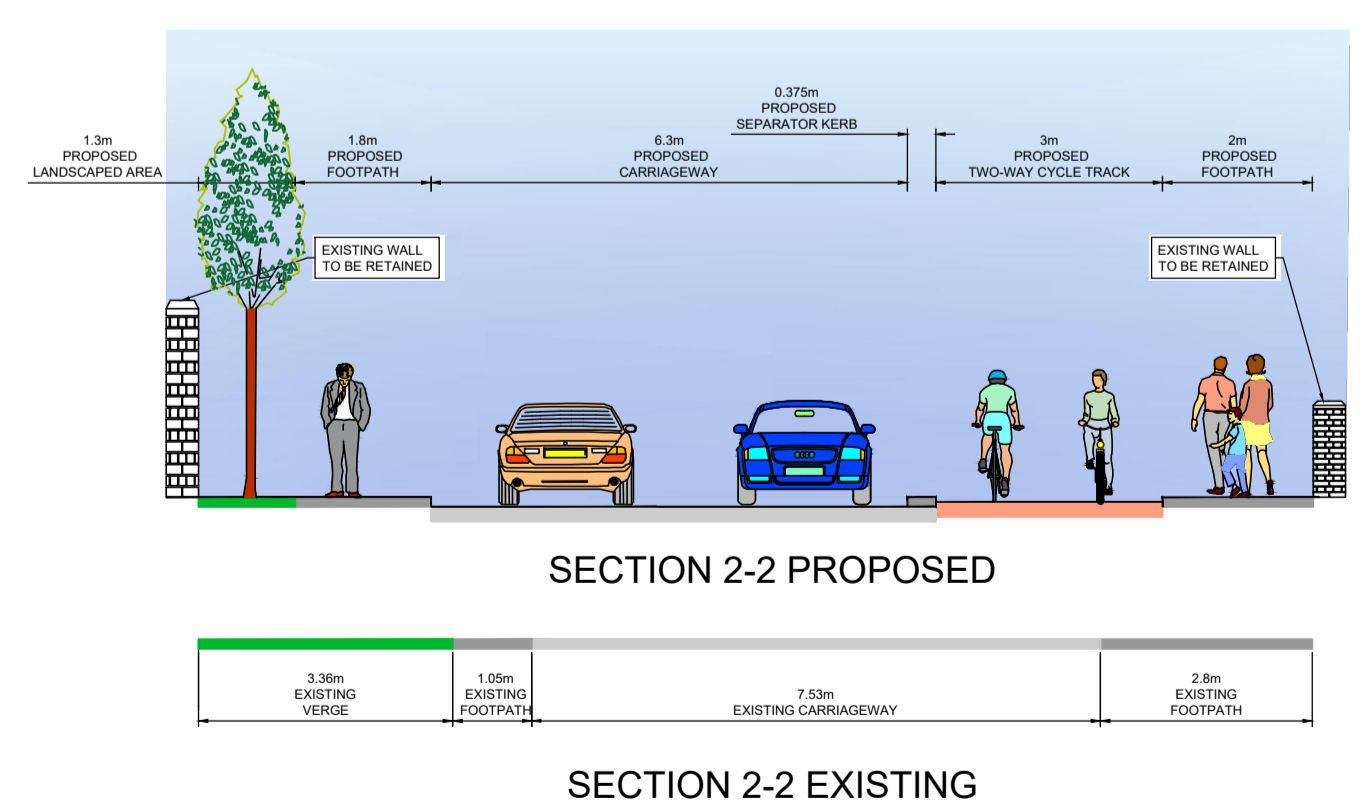 0.375m
PROPOSED
SEPARATOR KERB
1.3m
PROPOSED
LANDSCAPED AREA
1.8m
PROPOSED
FOOTPATH
6.3m
PROPOSED
CARRIAGEWAY
3m
PROPOSED
TWO-WAY CYCLE TRACK
2m
PROPOSED
FOOTPATH
EXISTING WALL
TO BE RETAINED
EXISTING WALL
TO BE RETAINED
SECTION 2-2 PROPOSED
3.36m
EXISTING
VERGE
1.05m
EXISTING
FOOTPATH
7.53m
EXISTING CARRIAGEWAY
2.8m
EXISTING
FOOTPATH
SECTION 2-2 EXISTING